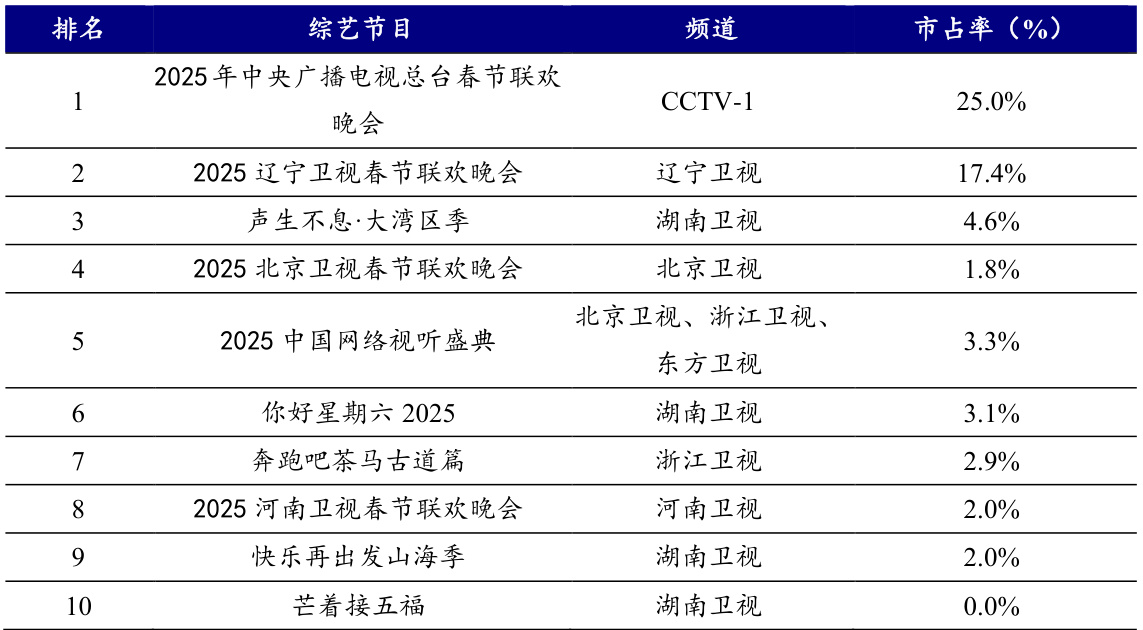 排名 综艺节目 频道 市占率（%）
1 2025年中央广播电视总台春节联欢晚会 CCTV-1 25.0%
2 2025 辽宁卫视春节联欢晚会 辽宁卫视 17.4%
3 声生不息·大湾区季 湖南卫视 4.6%
4 2025 北京卫视春节联欢晚会 北京卫视 1.8%
5 2025 中国网络视听盛典 北京卫视、浙江卫视、东方卫视 3.3%
6 你好星期六 2025 湖南卫视 3.1%
7 奔跑吧茶马古道篇 浙江卫视 2.9%
8 2025 河南卫视春节联欢晚会 河南卫视 2.0%
9 快乐再出发山海季 湖南卫视 2.0%
10 芒着接五福 湖南卫视 0.0%